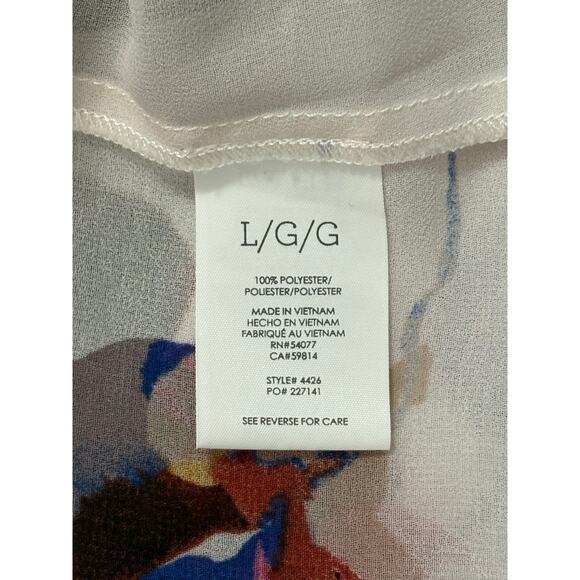 L/G/G
100% POLYESTER/
POLIESTER/POLYESTER
MADE IN VIETNAM
HECHO EN VIETNAM
FABRIQUÉ AU VIETNAM
RN#54077
CA#59814
STYLE# 4426
PO# 227141
SEE REVERSE FOR CARE